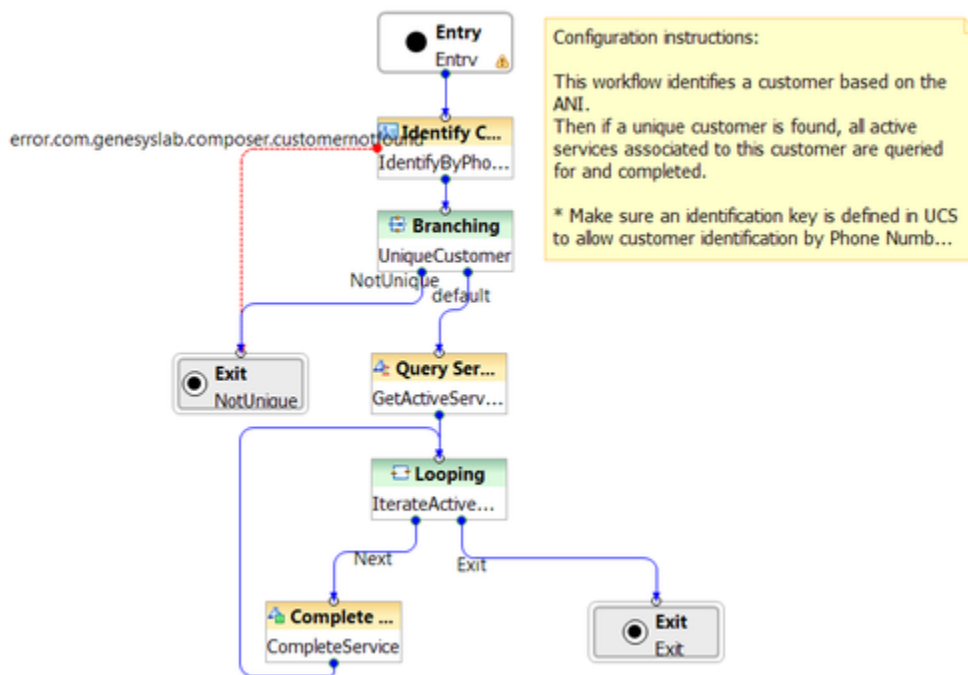 Entry
Entry
Configuration instructions:
This workflow identifies a customer based on the
ANI.
Then if a unique customer is found, all active
services associated to this customer are queried
for and completed.
* Make sure an identification key is defined in UCS
to allow customer identification by Phone Numb...
error.com.genesyslab.composer.customernotfound
Identify C...
IdentifyByPho...
Branching
UniqueCustomer
NotUnique
default
Exit
NotUnique
Query Ser...
GetActiveServ...
Looping
IterateActive...
Next
Exit
Complete ...
CompleteService
Exit
Exit